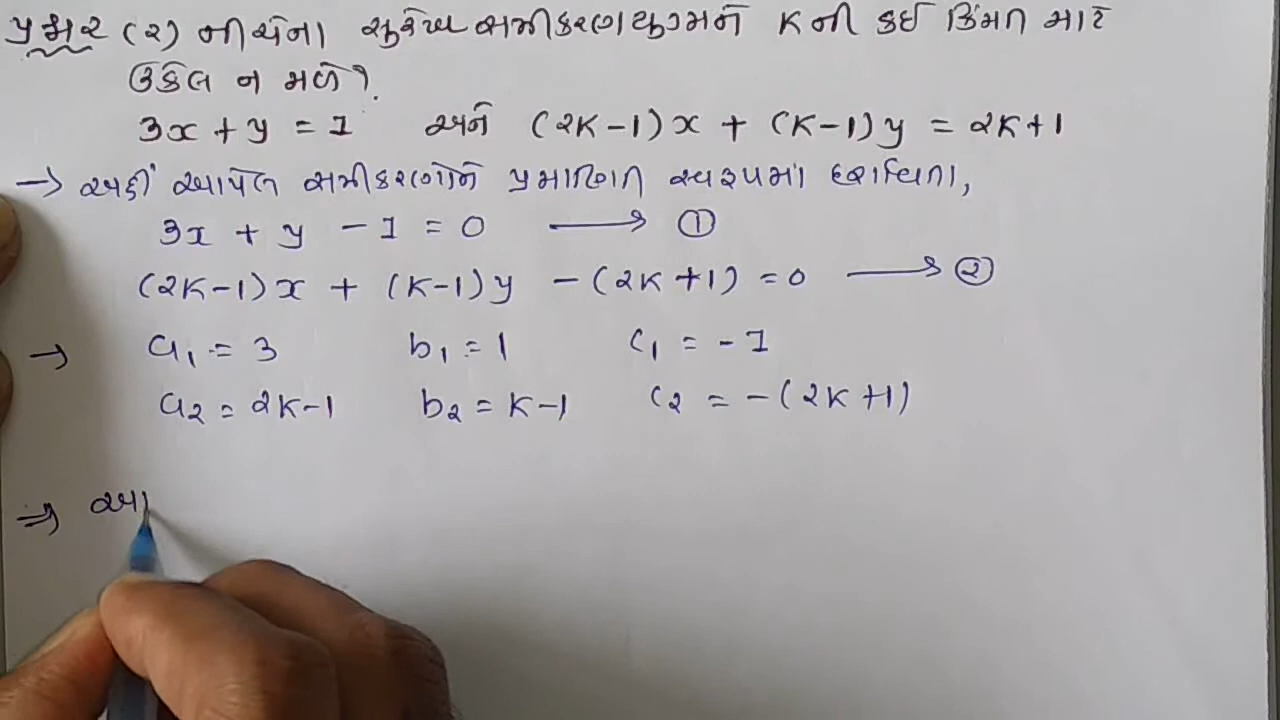 પ્રશ્ન ૨ (૨) નીચેના સુરેખ સમીકરણયુગ્મને K ની કઈ કિંમત માટે
ઉકેલ ન મળે?
3x + y = 1 અને (2K-1)x + (K-1)y = 2K+1
→ અહીં આપેલ સમીકરણોને પ્રમાણિત સ્વરૂપમાં દર્શાવતા,
3x + y - 1 = 0 ⟶ ①
(2K-1)x + (K-1)y - (2K+1) = 0 ⟶ (૨)
→ a₁ = 3 b₁ = 1 c₁ = -1
a₂ = 2K-1 b₂ = K-1 c₂ = -(2K+1)
⇒ આ